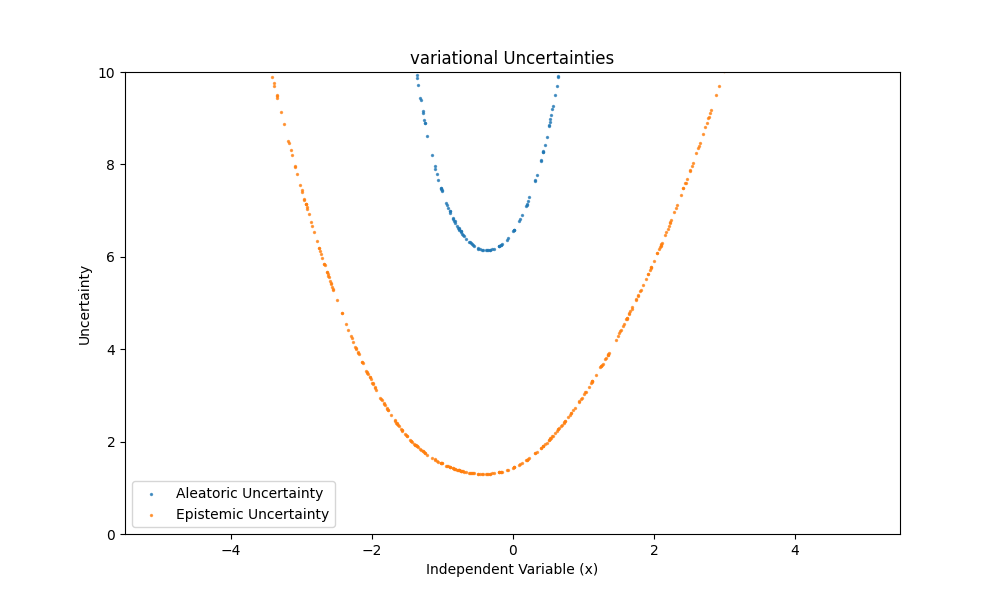 variational Uncertainties
10
8
6
4
2
0
Uncertainty
Aleatoric Uncertainty
Epistemic Uncertainty
−4
−2
0
2
4
Independent Variable (x)